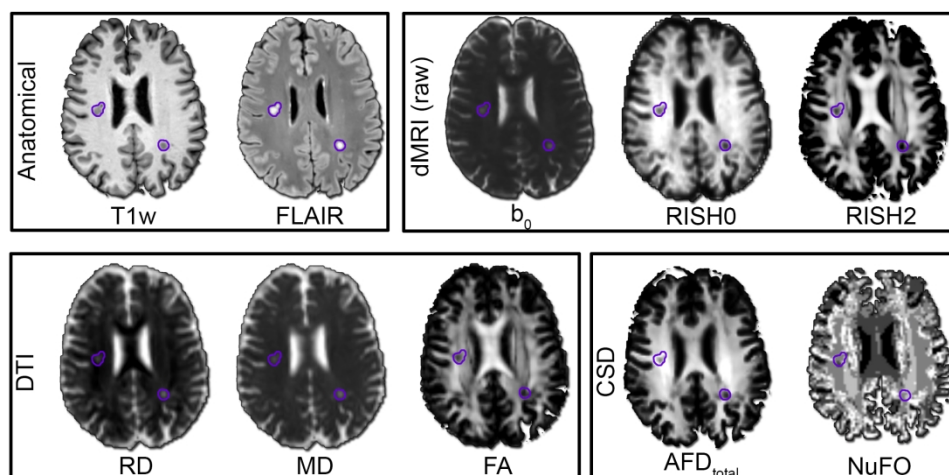 Anatomical
T1w
FLAIR
dMRI (raw)
b0
RISH0
RISH2
DTI
RD
MD
FA
CSD
AFDtotal
NuFO